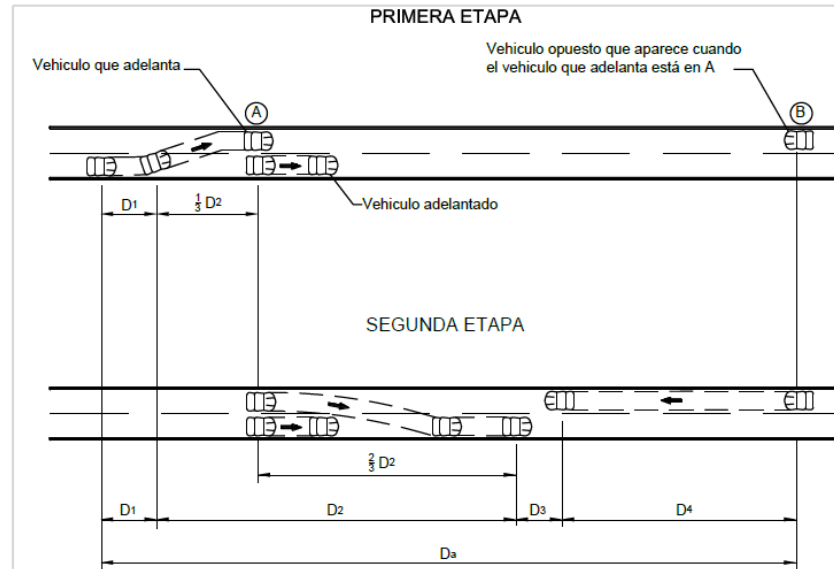 PRIMERA ETAPA
Vehiculo que adelanta
Vehiculo opuesto que aparece cuando
el vehiculo que adelanta está en A
A
B
Vehiculo adelantado
D1
1/3 D2
SEGUNDA ETAPA
2/3 D2
D1
D2
D3
D4
Da